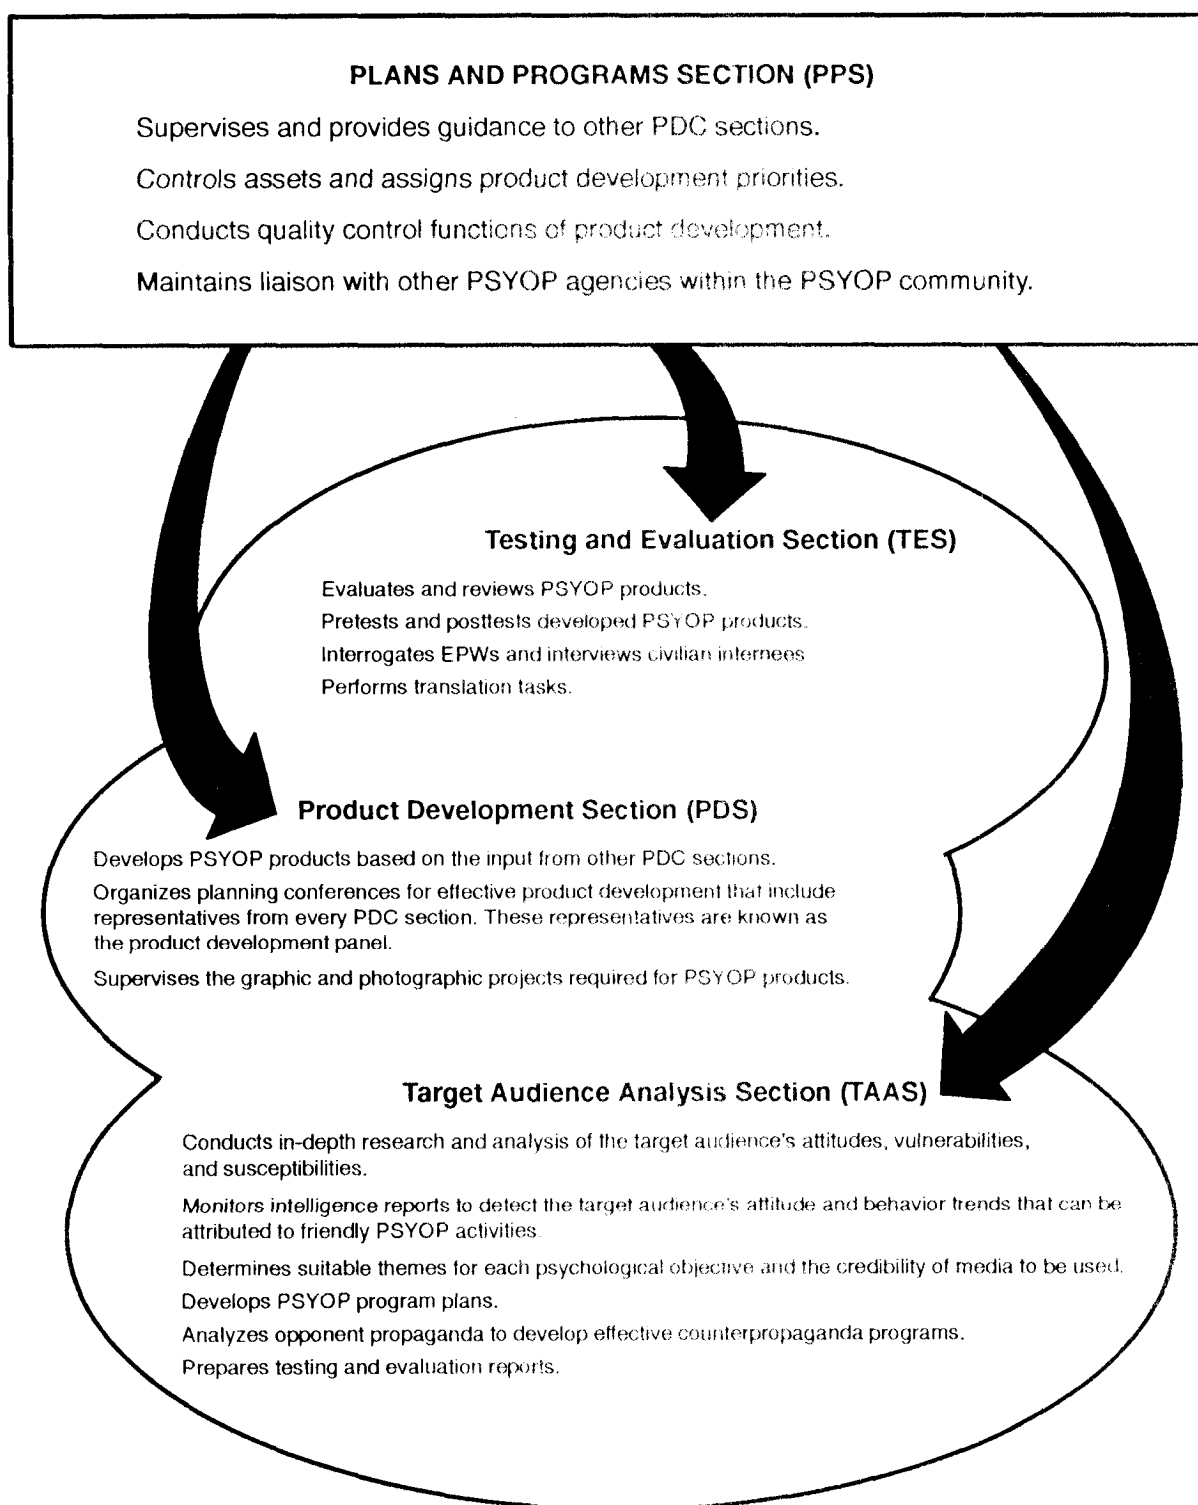 PLANS AND PROGRAMS SECTION (PPS)
Supervises and provides guidance to other PDC sections.
Controls assets and assigns product development priorities.
Conducts quality control functions of product development.
Maintains liaison with other PSYOP agencies within the PSYOP community.
Testing and Evaluation Section (TES)
Evaluates and reviews PSYOP products.
Pretests and posttests developed PSYOP products.
Interrogates EPWs and interviews civilian internees
Performs translation tasks.
Product Development Section (PDS)
Develops PSYOP products based on the input from other PDC sections.
Organizes planning conferences for effective product development that include
representatives from every PDC section. These representatives are known as
the product development panel.
Supervises the graphic and photographic projects required for PSYOP products.
Target Audience Analysis Section (TAAS)
Conducts in-depth research and analysis of the target audience's attitudes, vulnerabilities,
and susceptibilities.
Monitors intelligence reports to detect the target audience's attitude and behavior trends that can be
attributed to friendly PSYOP activities.
Determines suitable themes for each psychological objective and the credibility of media to be used.
Develops PSYOP program plans.
Analyzes opponent propaganda to develop effective counterpropaganda programs.
Prepares testing and evaluation reports.